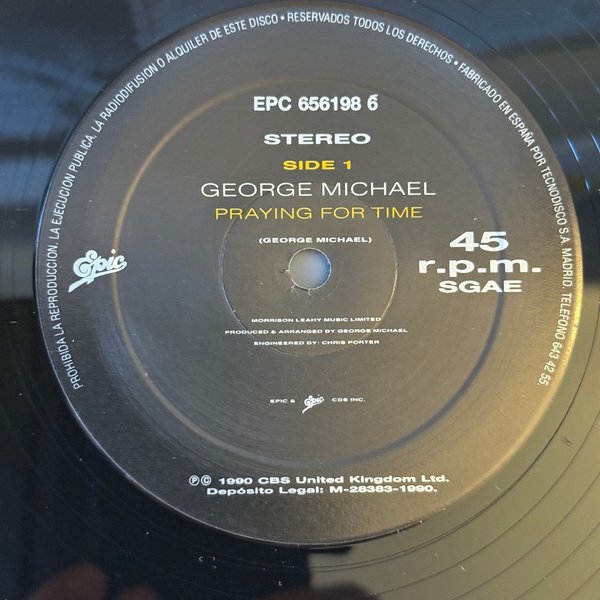 PROHIBIDA LA REPRODUCCION. LA EJECUCION PUBLICA. LA RADIODIFUSION O ALQUILER DE ESTE DISCO • RESERVADOS TODOS LOS DERECHOS • FABRICADO EN ESPAÑA POR TECNODISCO S.A. MADRID. TELEFONO 643 42 55.
EPC 656198 6
STEREO
SIDE 1
GEORGE MICHAEL
PRAYING FOR TIME
(GEORGE MICHAEL)
45
r.p.m.
SGAE
Epic
MORRISON LEAHY MUSIC LIMITED
PRODUCED & ARRANGED BY GEORGE MICHAEL
ENGINEERED BY: CHRIS PORTER
EPIC & Epic CBS INC.
Ⓟ © 1990 CBS United Kingdom Ltd.
Depósito Legal: M-28383-1990.